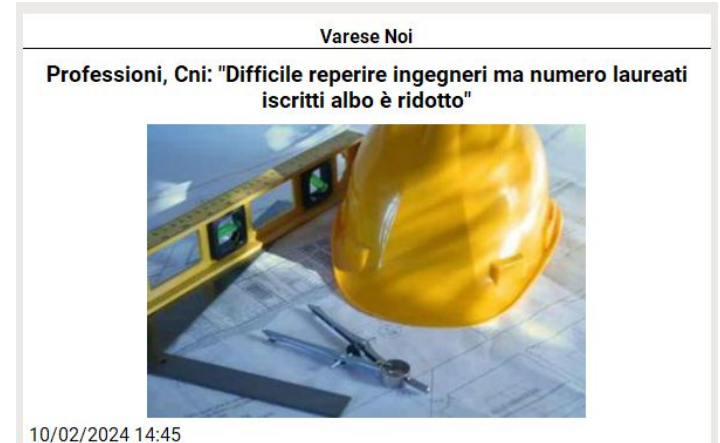 Varese Noi
Professioni, Cni: "Difficile reperire ingegneri ma numero laureati
iscritti albo è ridotto"
10/02/2024 14:45